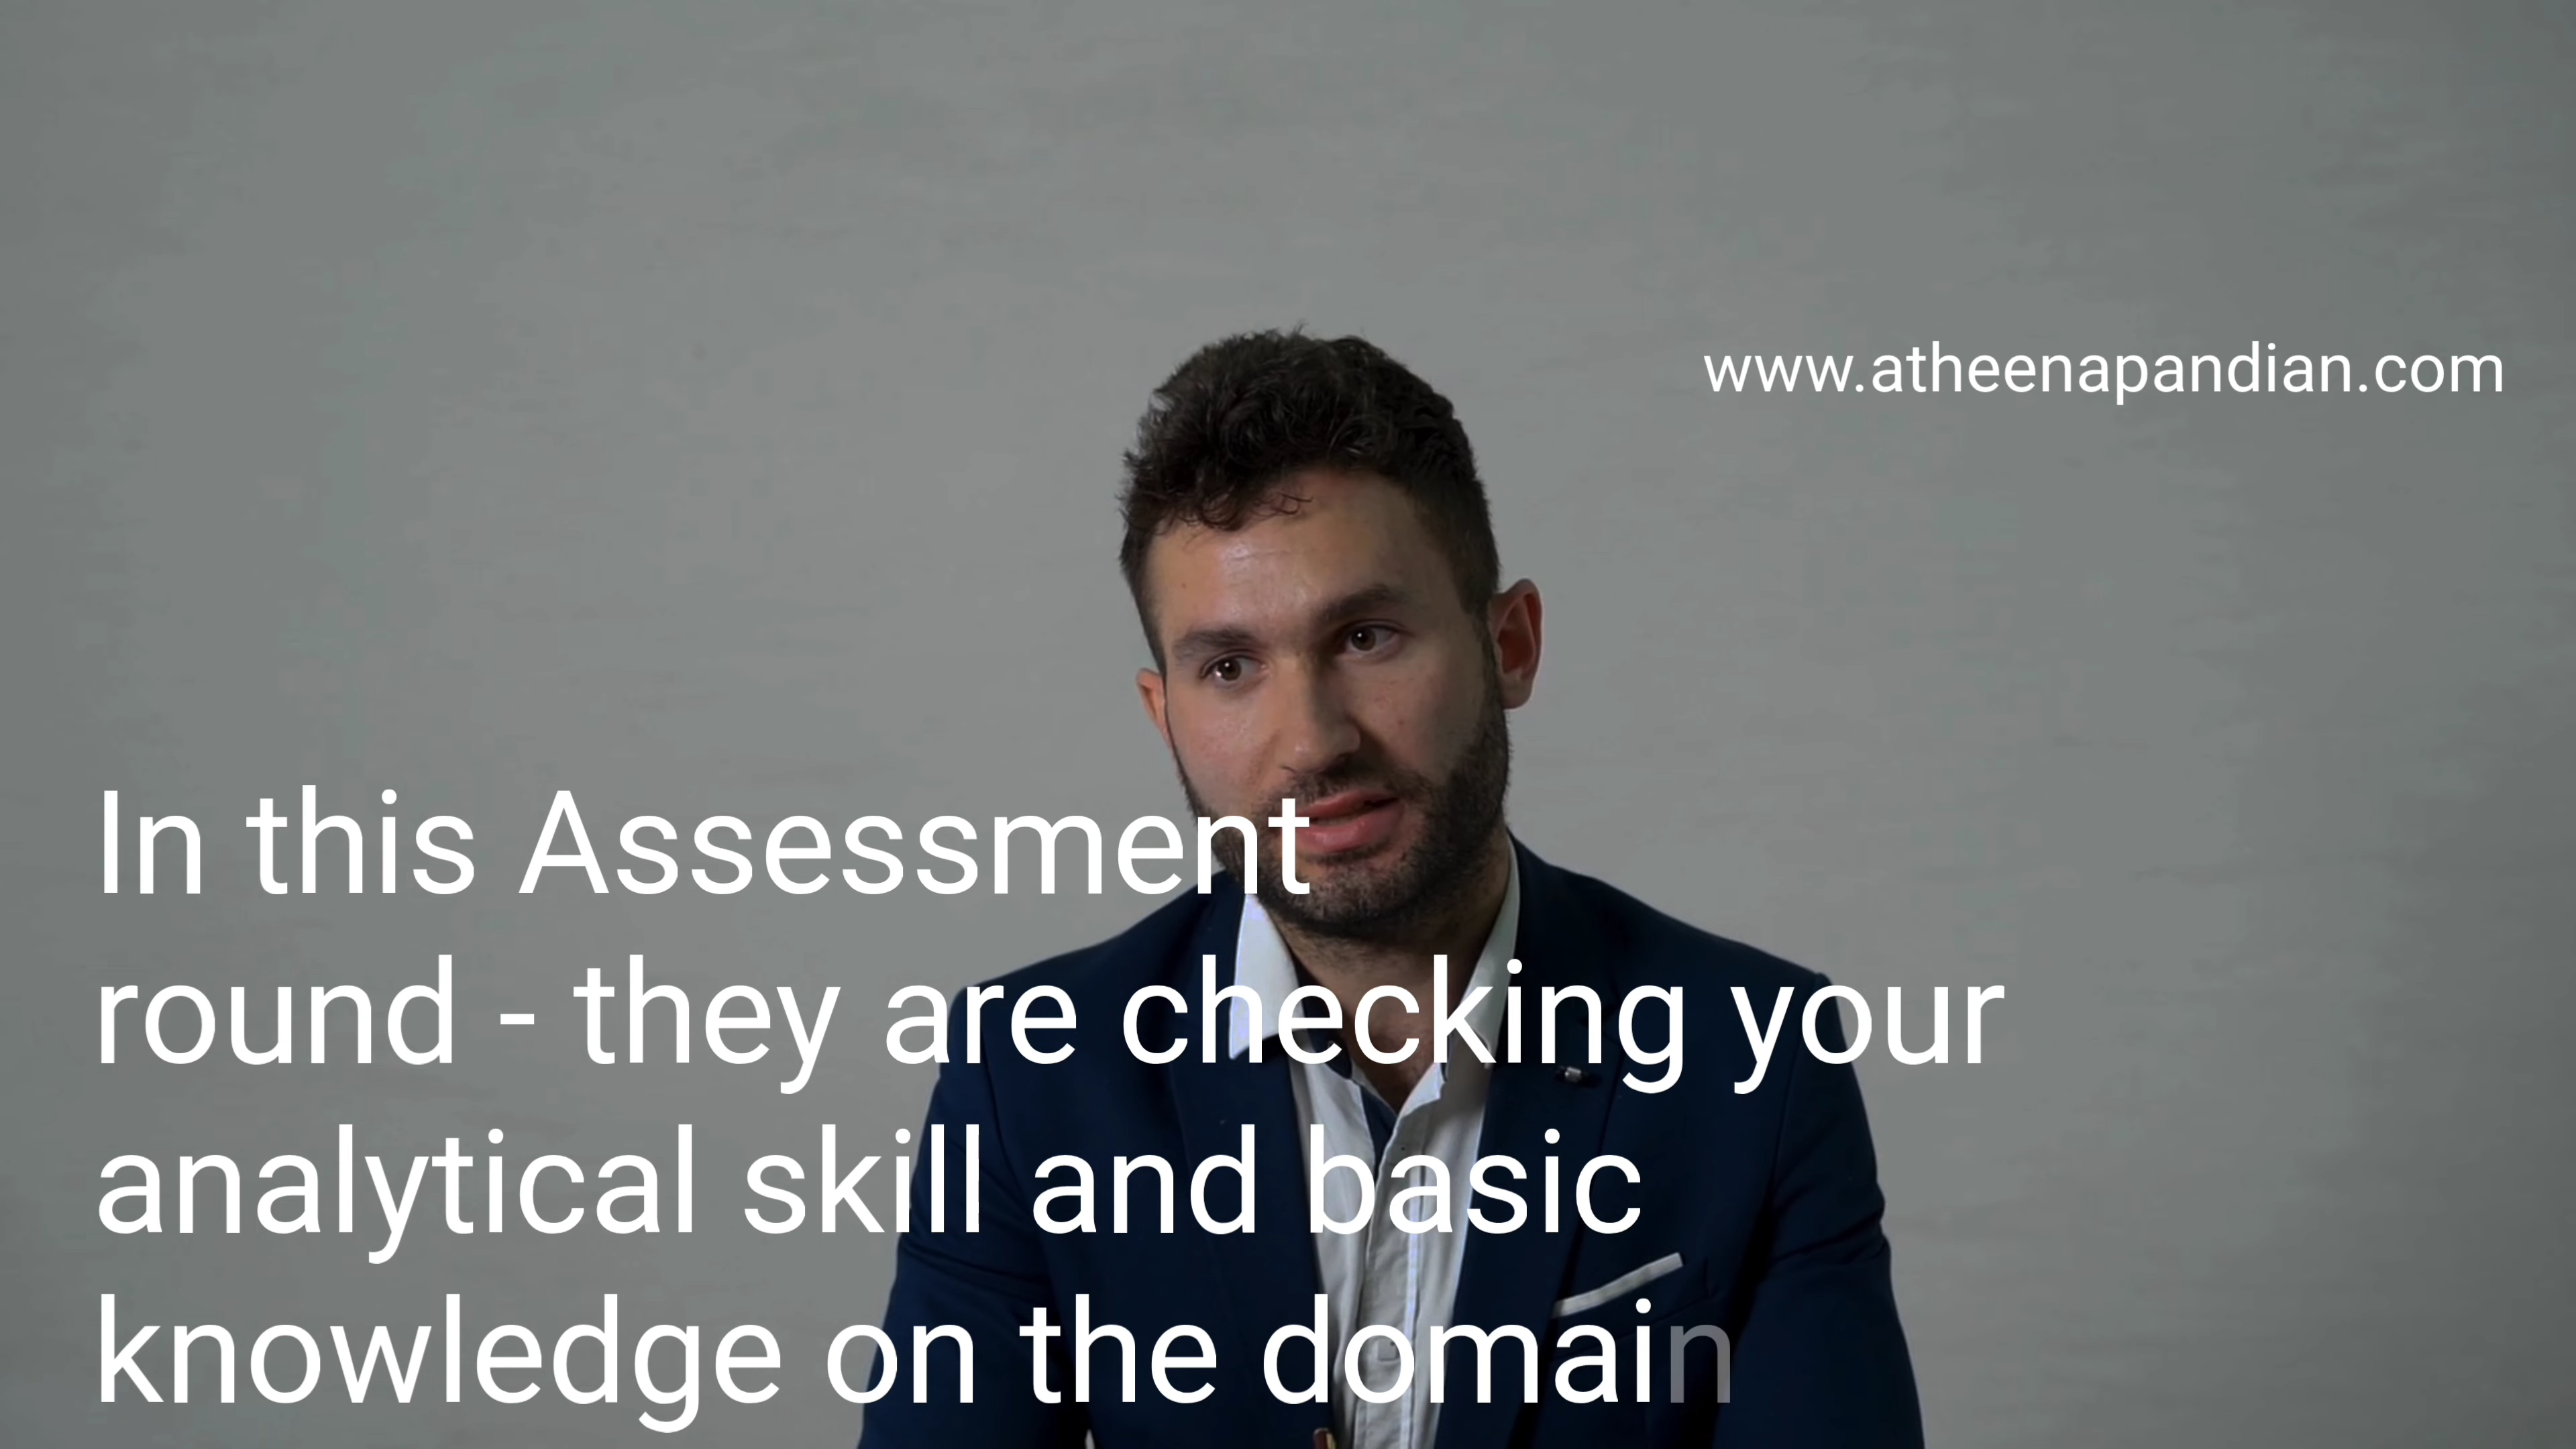 www.atheenapandian.com
In this Assessment
round - they are checking your
analytical skill and basic
knowledge on the domain